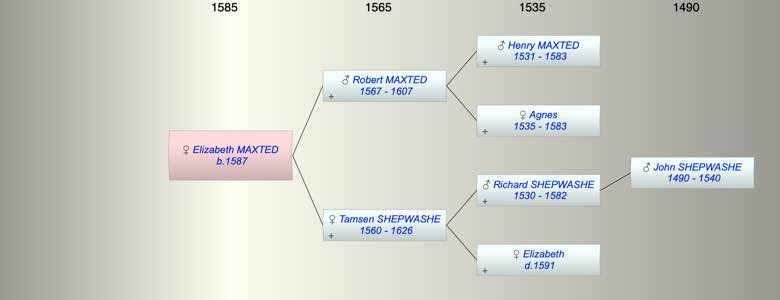 1585 1565 1535 1490
♂ Henry MAXTED
1531 - 1583
+
♂ Robert MAXTED
1567 - 1607
+
♀ Agnes
1535 - 1583
+
♀ Elizabeth MAXTED
b.1587
♂ John SHEPWASHE
1490 - 1540
♂ Richard SHEPWASHE
1530 - 1582
+
♀ Tamsen SHEPWASHE
1560 - 1626
+
♀ Elizabeth
d.1591
+